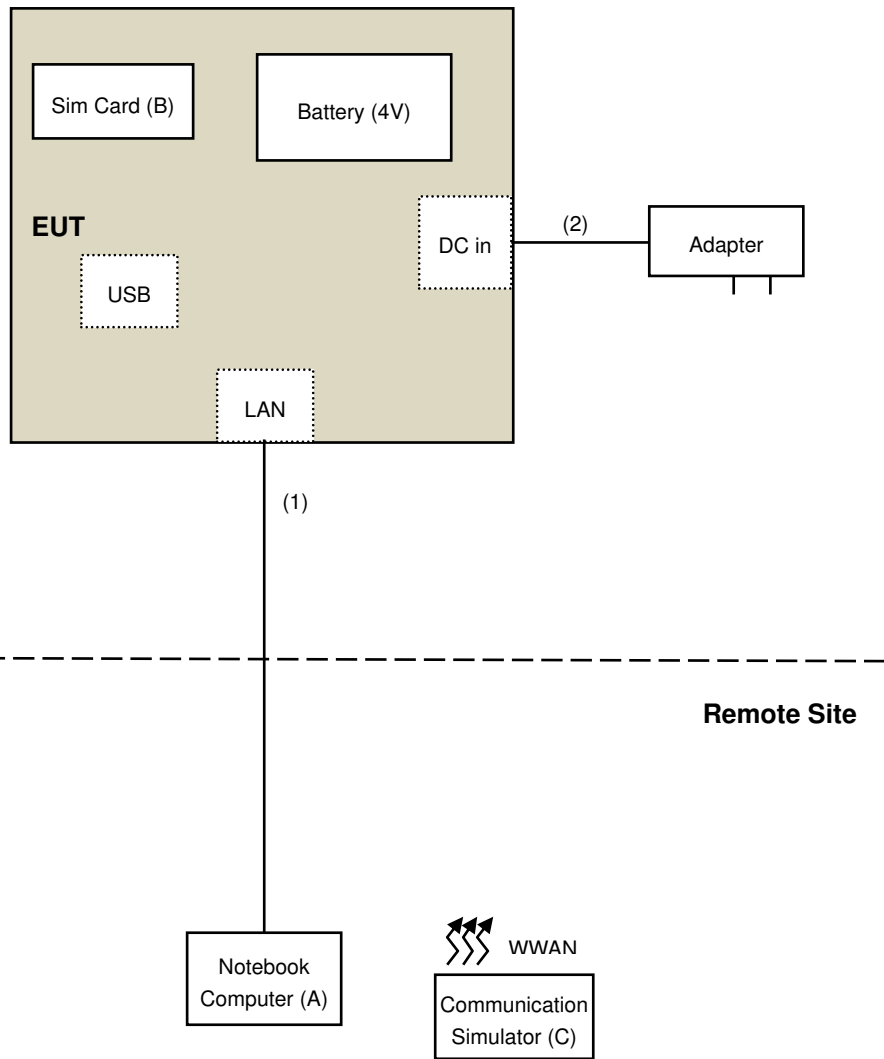 Sim Card (B)
Battery (4V)
EUT
DC in
(2)
Adapter
USB
LAN
(1)
Remote Site
WWAN
Notebook
Computer (A)
Communication
Simulator (C)